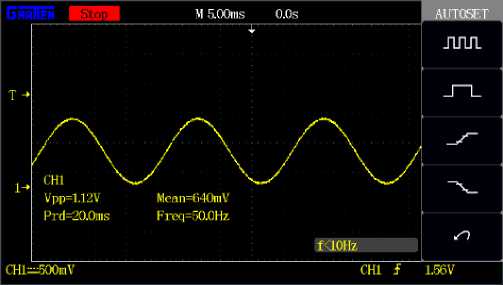 Stop M 5.00ms 0.0s AUTOSET
T
CH1
Vpp=1.12V Mean=640mV
1
Prd=20.0ms Freq=50.0Hz
f<10Hz
CH1 500mV CH1 1.56V